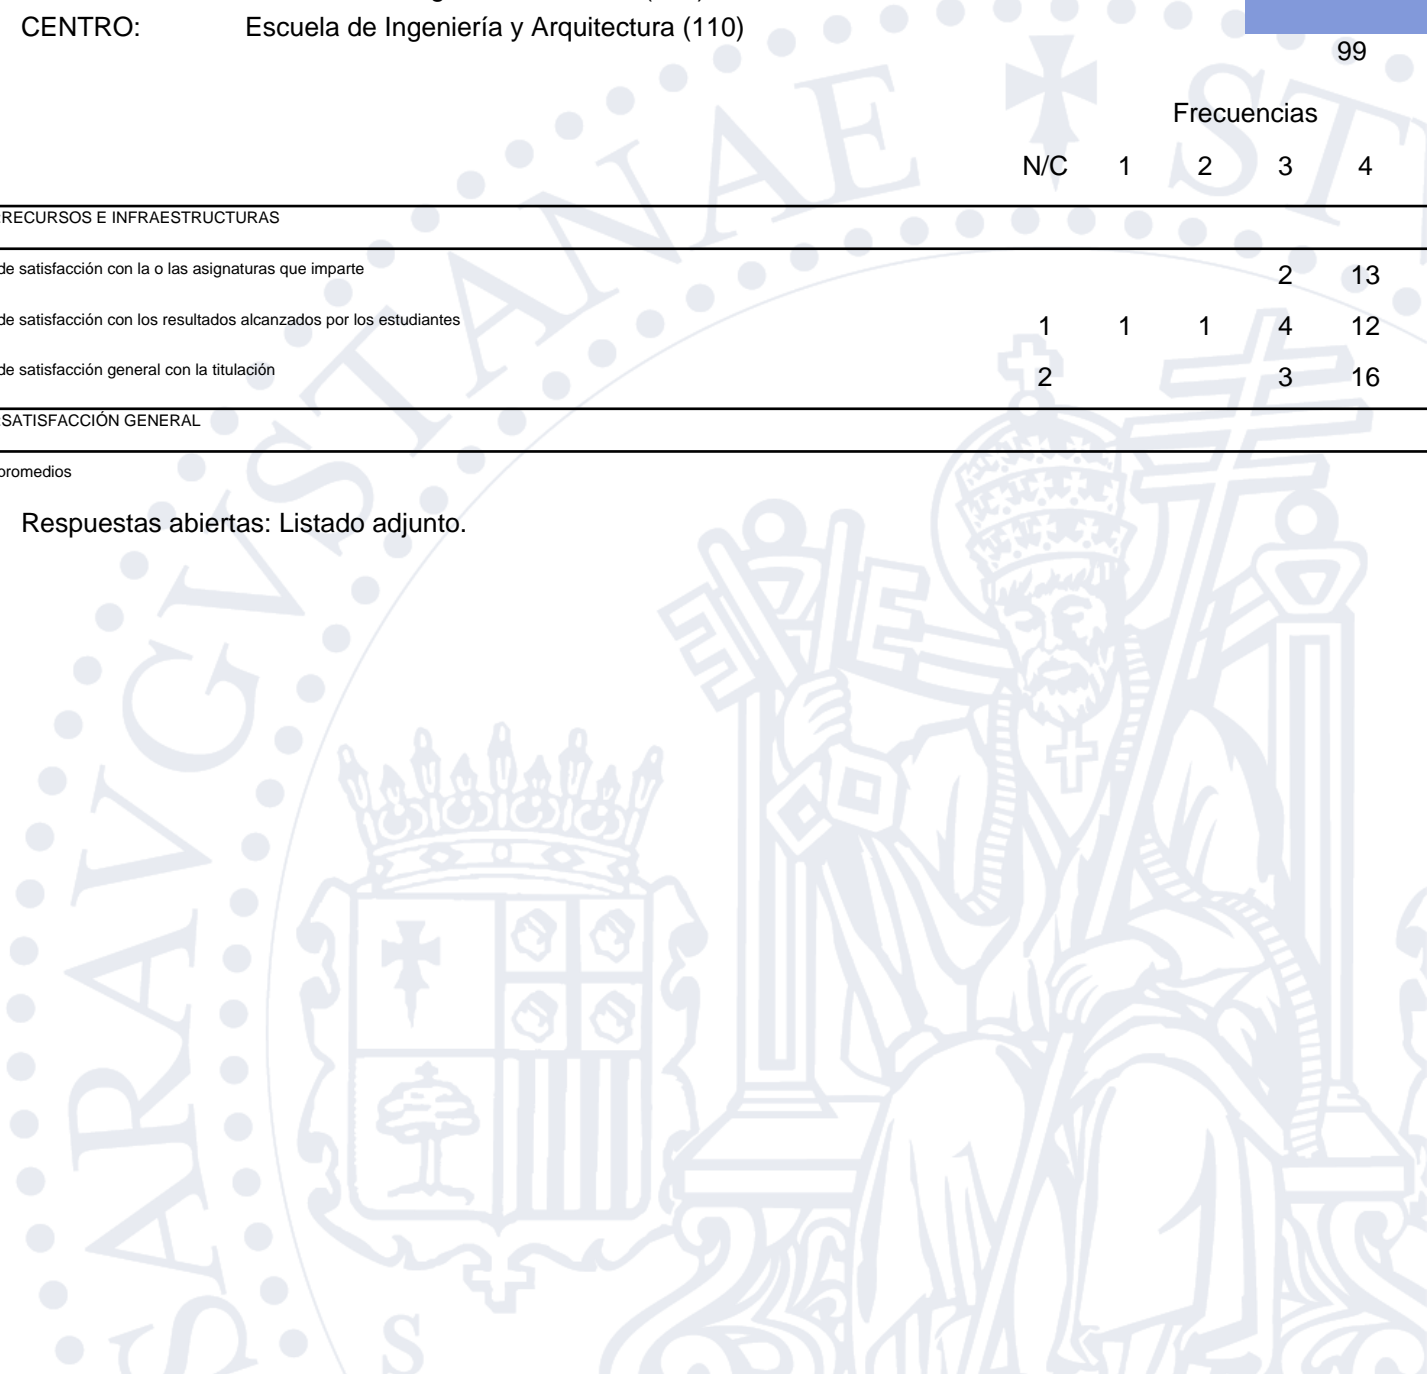 CENTRO: Escuela de Ingeniería y Arquitectura (110)
99
Frecuencias
N/C 1 2 3 4
RECURSOS E INFRAESTRUCTURAS
de satisfacción con la o las asignaturas que imparte 2 13
de satisfacción con los resultados alcanzados por los estudiantes 1 1 1 4 12
de satisfacción general con la titulación 2 3 16
SATISFACCIÓN GENERAL
promedios
Respuestas abiertas: Listado adjunto.
SARAVGVSTANAE ST
S